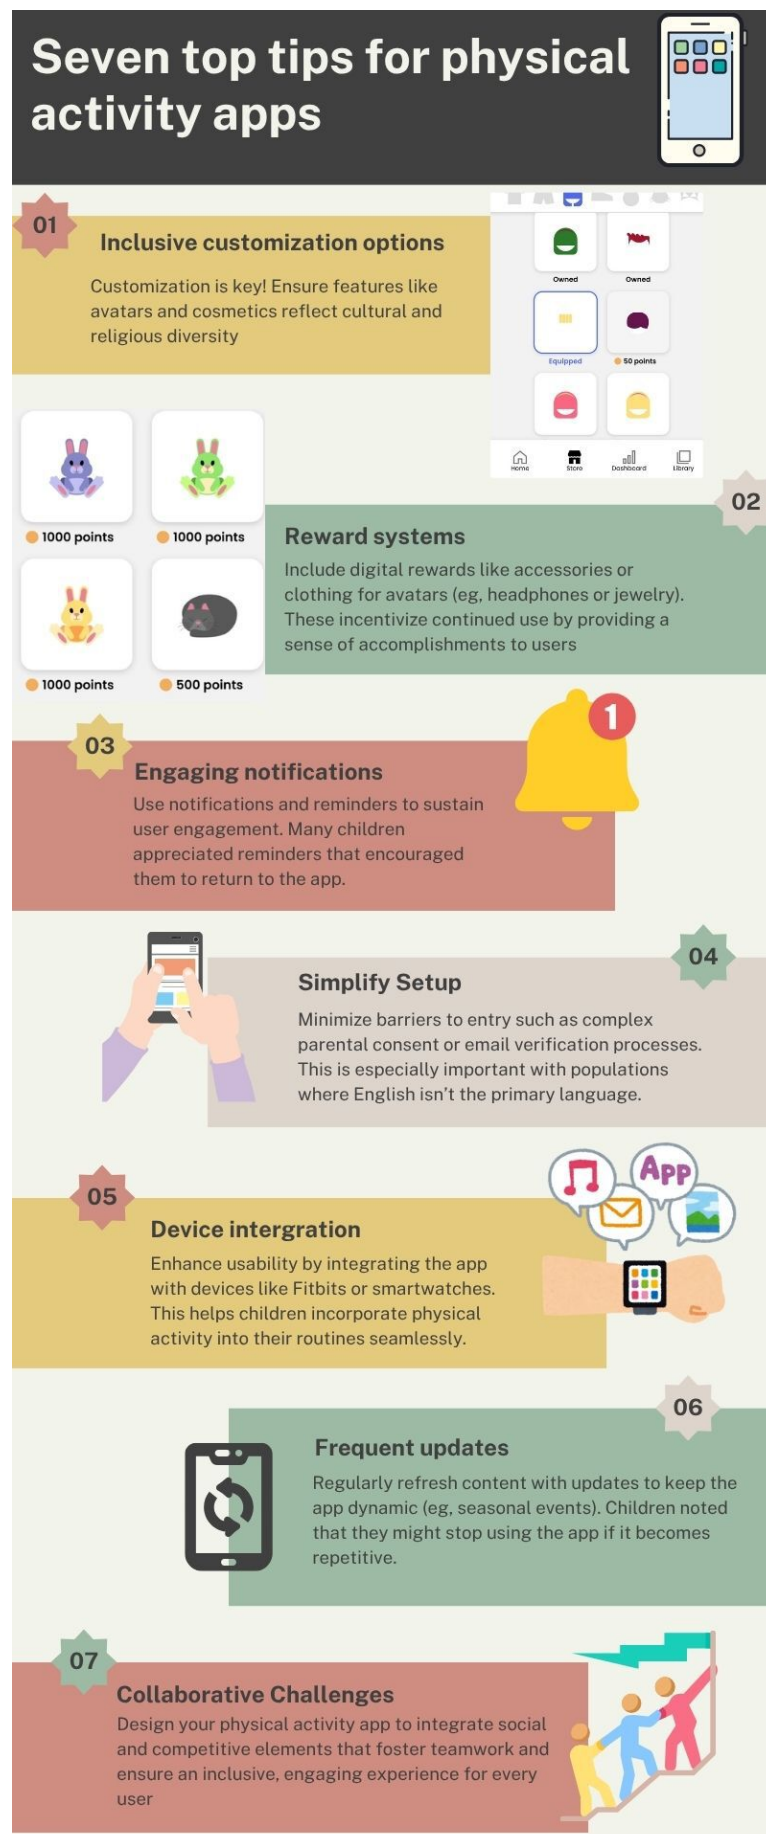 Seven top tips for physical
activity apps
01
Inclusive customization options
Customization is key! Ensure features like
avatars and cosmetics reflect cultural and
religious diversity
Owned
Owned
Equipped
50 points
Home
Store
Dashboard
Library
1000 points
1000 points
1000 points
500 points
02
Reward systems
Include digital rewards like accessories or
clothing for avatars (eg, headphones or jewelry).
These incentivize continued use by providing a
sense of accomplishments to users
03
1
Engaging notifications
Use notifications and reminders to sustain
user engagement. Many children
appreciated reminders that encouraged
them to return to the app.
04
Simplify Setup
Minimize barriers to entry such as complex
parental consent or email verification processes.
This is especially important with populations
where English isn't the primary language.
05
App
Device intergration
Enhance usability by integrating the app
with devices like Fitbits or smartwatches.
This helps children incorporate physical
activity into their routines seamlessly.
06
Frequent updates
Regularly refresh content with updates to keep the
app dynamic (eg, seasonal events). Children noted
that they might stop using the app if it becomes
repetitive.
07
Collaborative Challenges
Design your physical activity app to integrate social
and competitive elements that foster teamwork and
ensure an inclusive, engaging experience for every
user